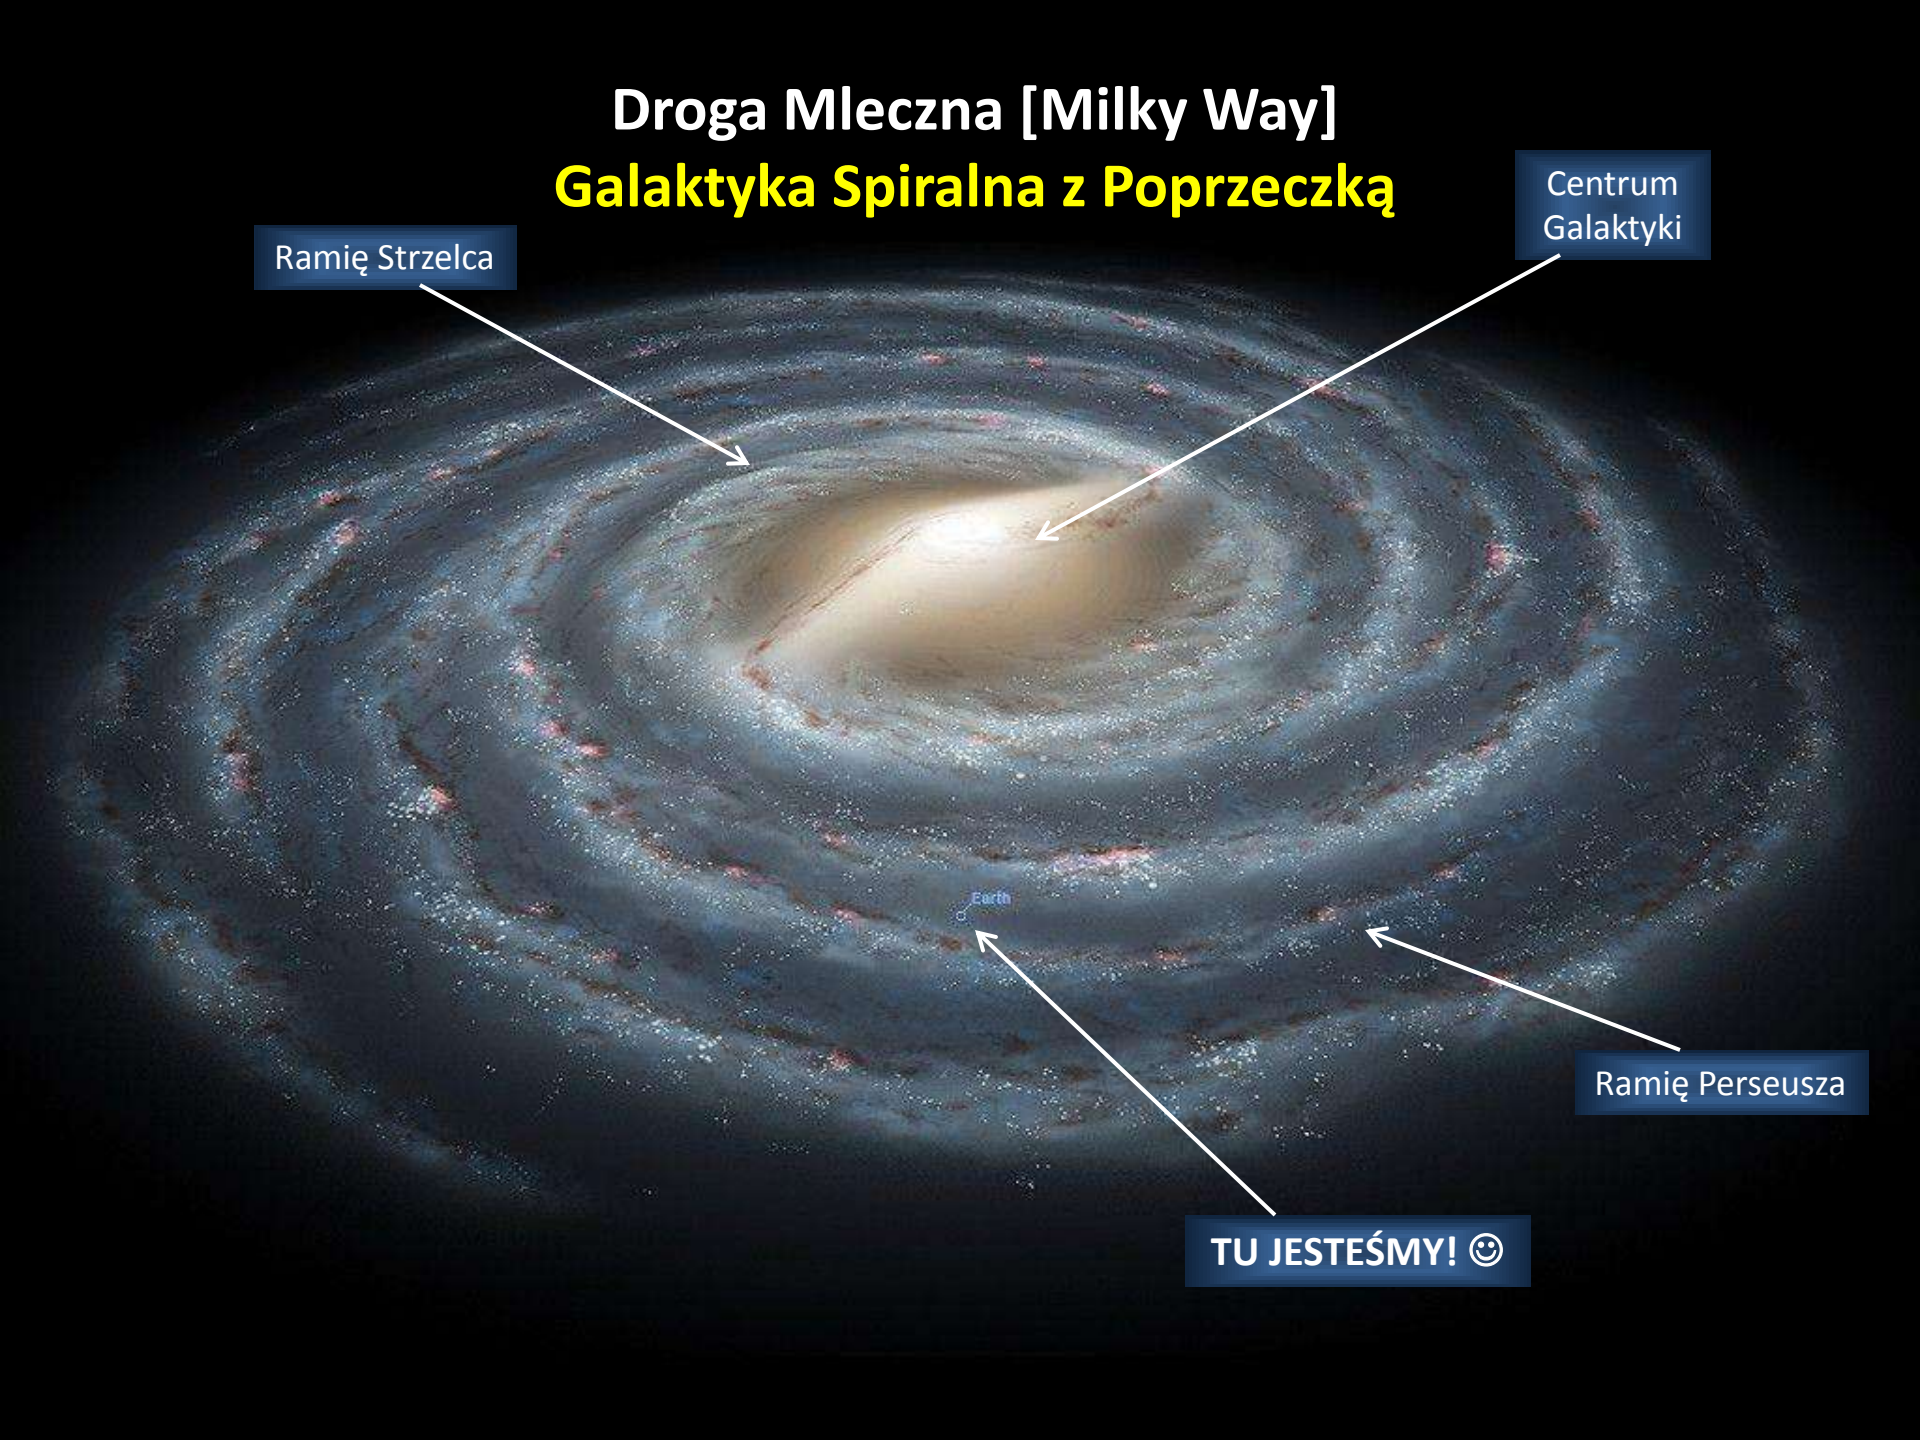 Droga Mleczna [Milky Way]
Galaktyka Spiralna z Poprzeczką
Centrum
Galaktyki
Ramię Strzelca
Earth
Ramię Perseusza
TU JESTEŚMY! ☺